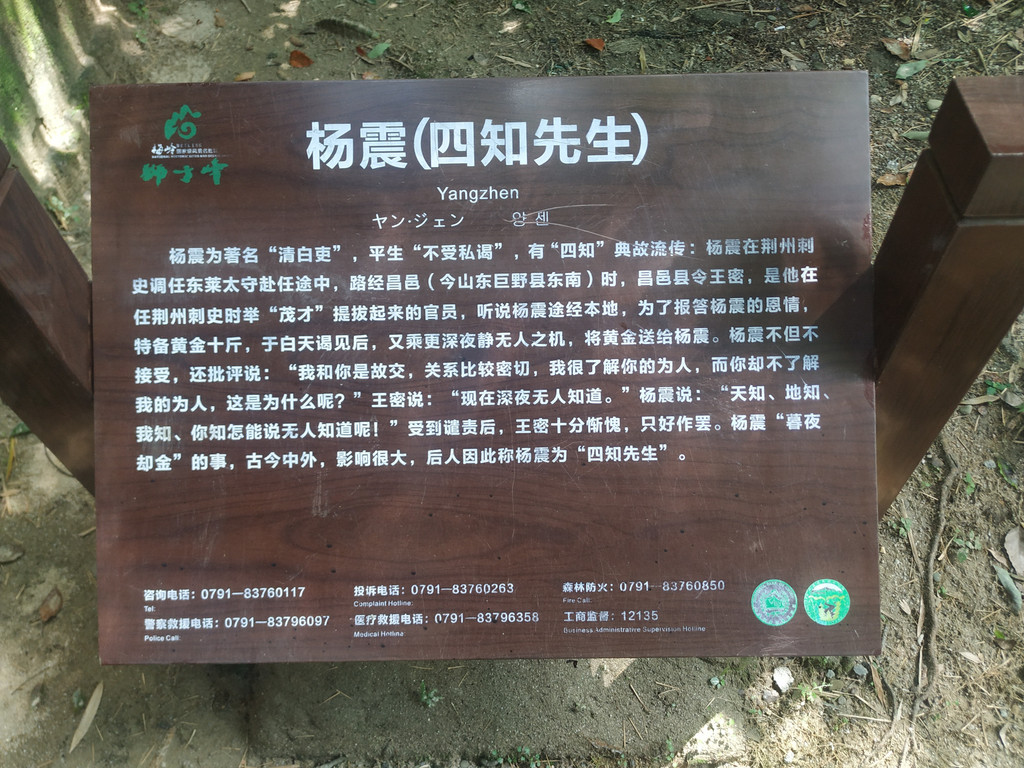 梅岭
狮子峰
杨震(四知先生)
Yangzhen
ヤン·ジェン 양 센
杨震为著名“清白吏”，平生“不受私谒”，有“四知”典故流传：杨震在荆州刺
史调任东莱太守赴任途中，路经昌邑（今山东巨野县东南）时，昌邑县令王密，是他在
任荆州刺史时举“茂才”提拔起来的官员，听说杨震途经本地，为了报答杨震的恩情，
特备黄金十斤，于白天谒见后，又乘更深夜静无人之机，将黄金送给杨震。杨震不但不
接受，还批评说：“我和你是故交，关系比较密切，我很了解你的为人，而你却不了解
我的为人，这是为什么呢？”王密说：“现在深夜无人知道。”杨震说：“天知、地知、
我知、你知怎能说无人知道呢！”受到谴责后，王密十分惭愧，只好作罢。杨震“暮夜
却金”的事，古今中外，影响很大，后人因此称杨震为“四知先生”。
咨询电话：0791—83760117 投诉电话：0791—83760263 森林防火：0791—83760850
Tel: Complaint Hotline: Fire Call:
警察救援电话：0791—83796097 医疗救援电话：0791—83796358 工商监督：12135
Police Call: Medical Hotline: Business Administrative Supervision Hotline